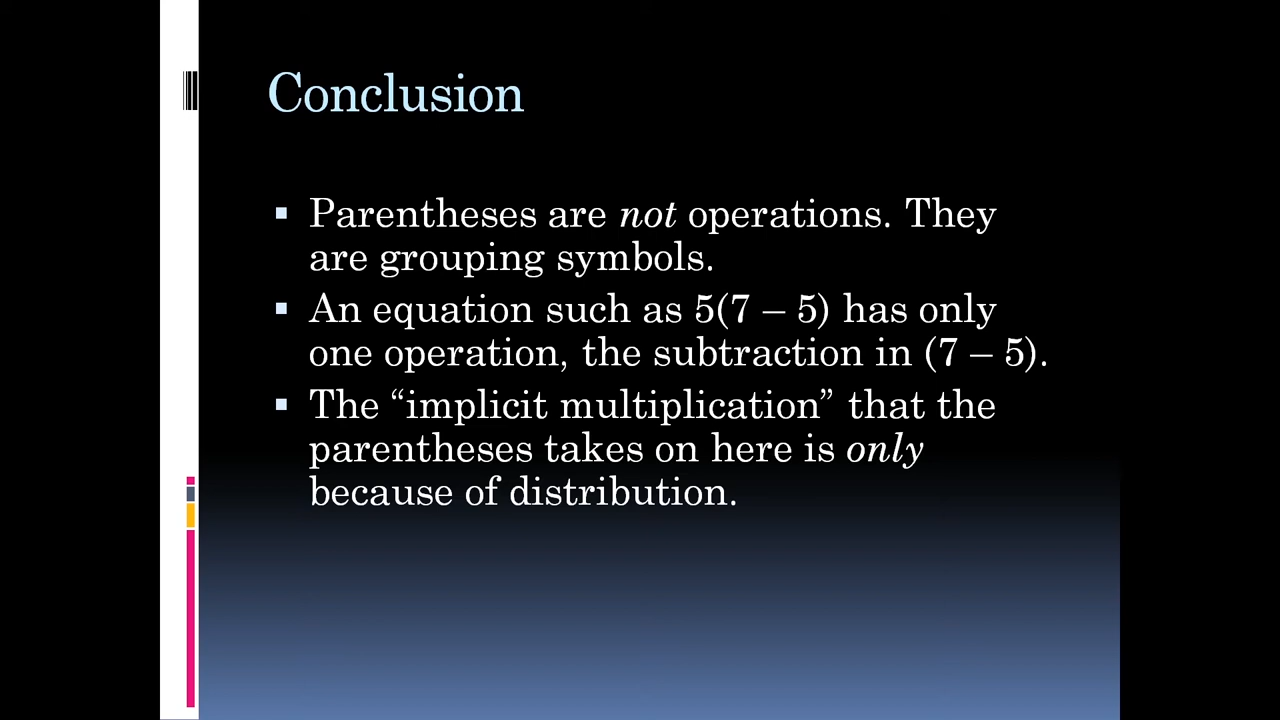 Conclusion
▪ Parentheses are not operations. They
are grouping symbols.
▪ An equation such as 5(7 – 5) has only
one operation, the subtraction in (7 – 5).
▪ The “implicit multiplication” that the
parentheses takes on here is only
because of distribution.